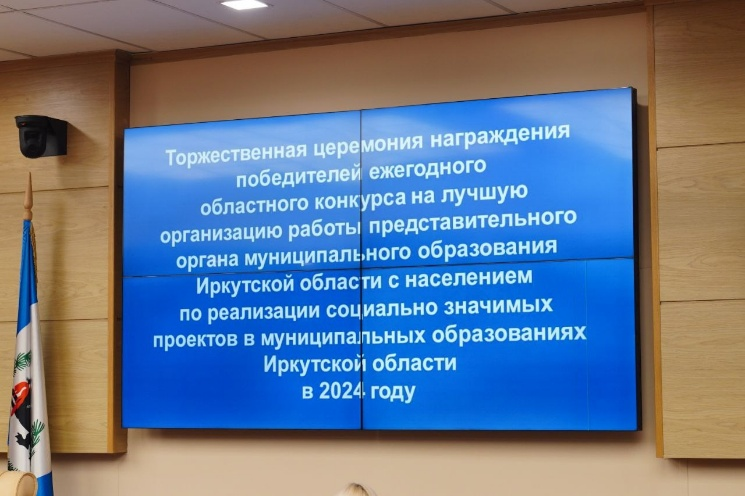 Торжественная церемония награждения
победителей ежегодного
областного конкурса на лучшую
организацию работы представительного
органа муниципального образования
Иркутской области с населением
по реализации социально значимых
проектов в муниципальных образованиях
Иркутской области
в 2024 году